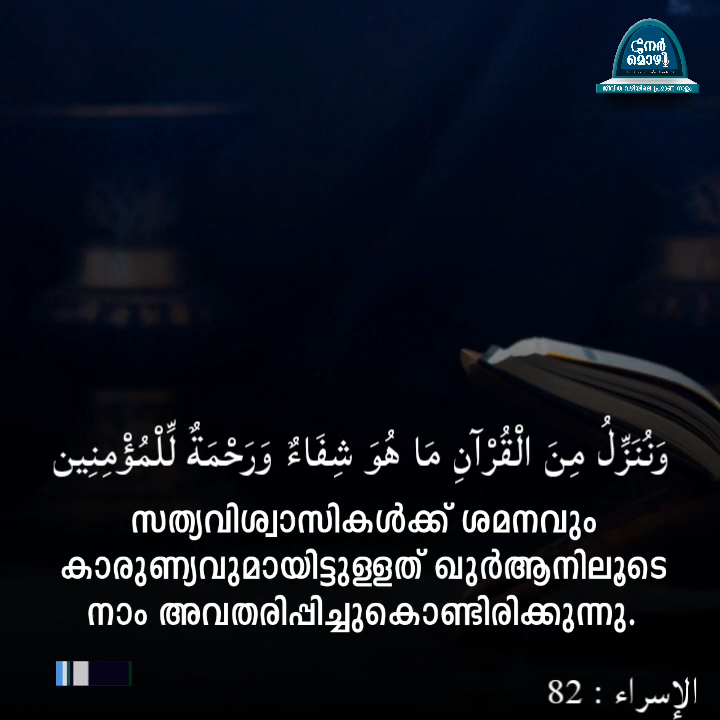 നേർ
മൊഴി
وَنُنَزِّلُ مِنَ الْقُرْآنِ مَا هُوَ شِفَاءٌ وَرَحْمَةٌ لِّلْمُؤْمِنِين
സത്യവിശ്വാസികൾക്ക് ശമനവും
കാരുണ്യവുമായിട്ടുള്ളത് ഖുർആനിലൂടെ
നാം അവതരിപ്പിച്ചുകൊണ്ടിരിക്കുന്നു.
الإسراء : 82